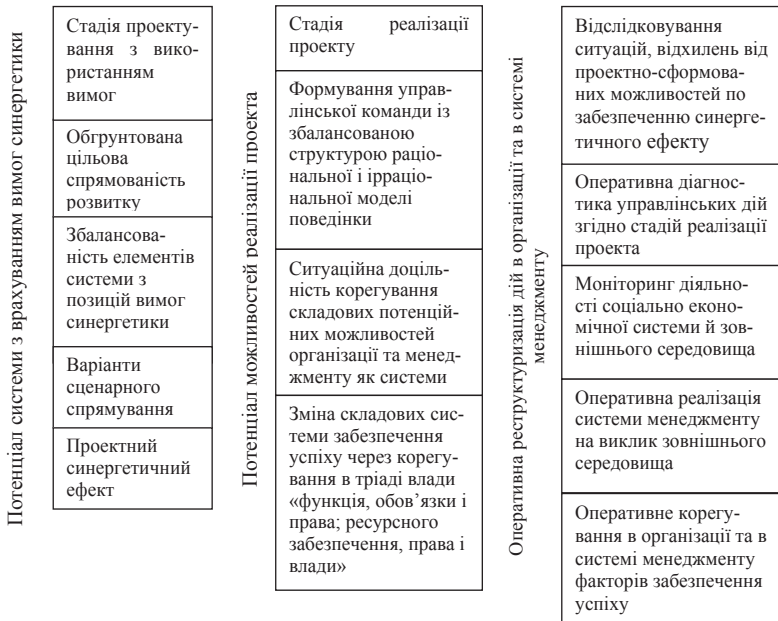 Потенціал системи з врахуванням вимог синергетики
Стадія проекту-
вання з вико-
ристанням
вимог
Обгрунтована
цільова
спрямованість
розвитку
Збалансова-
ність елементів
системи з
позицій вимог
синергетики
Варіанти
сценарного
спрямування
Проектний
синергетичний
ефект
Потенціал можливостей реалізації проекта
Стадія реалізації
проекту
Формування управ-
лінської команди із
збалансованою
структурою раціо-
нальної і ірраціо-
нальної моделі
поведінки
Ситуаційна доціль-
ність корегування
складових потенцій-
них можливостей
організації та менедж-
менту як системи
Зміна складових сис-
теми забезпечення
успіху через корегу-
вання в тріаді влади
«функція, обов’язки і
права; ресурсного
забезпечення, права і
влади»
Оперативна реструктуризація дій в організації та в системі
менеджменту
Відслідковування
ситуацій, відхилень від
проектно-сформова-
них можливостей по
забезпеченню синерге-
тичного ефекту
Оперативна діагнос-
тика управлінських дій
згідно стадій реалізації
проекта
Моніторинг діяльно-
сті соціально еконо-
мічної системи й зов-
нішнього середовища
Оперативна реалізація
системи менеджменту
на виклик зовнішнього
середовища
Оперативне корегу-
вання в організації та в
системі менеджменту
факторів забезпечення
успіху